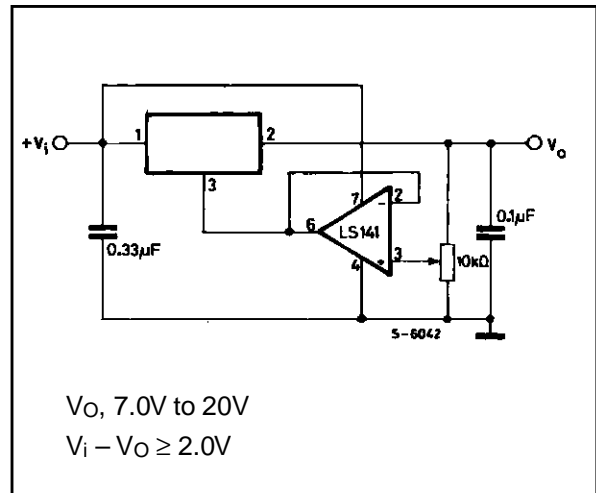 1
2
+Vi
Vo
3
7
2
6
LS141
0.33µF
4
3
+
-
10kΩ
0.1µF
S-6042
VO, 7.0V to 20V
Vi – VO ≥ 2.0V